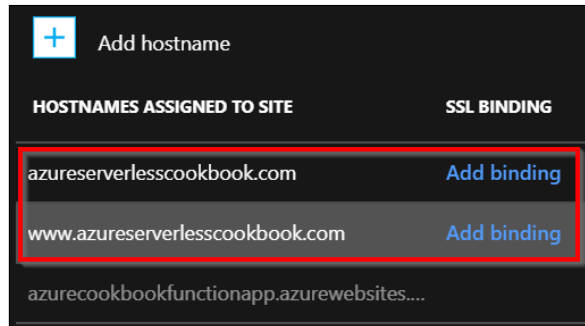 Add hostname
HOSTNAMES ASSIGNED TO SITE SSL BINDING
azureserverlesscookbook.com Add binding
www.azureserverlesscookbook.com Add binding
azurecookbookfunctionapp.azurewebsites....